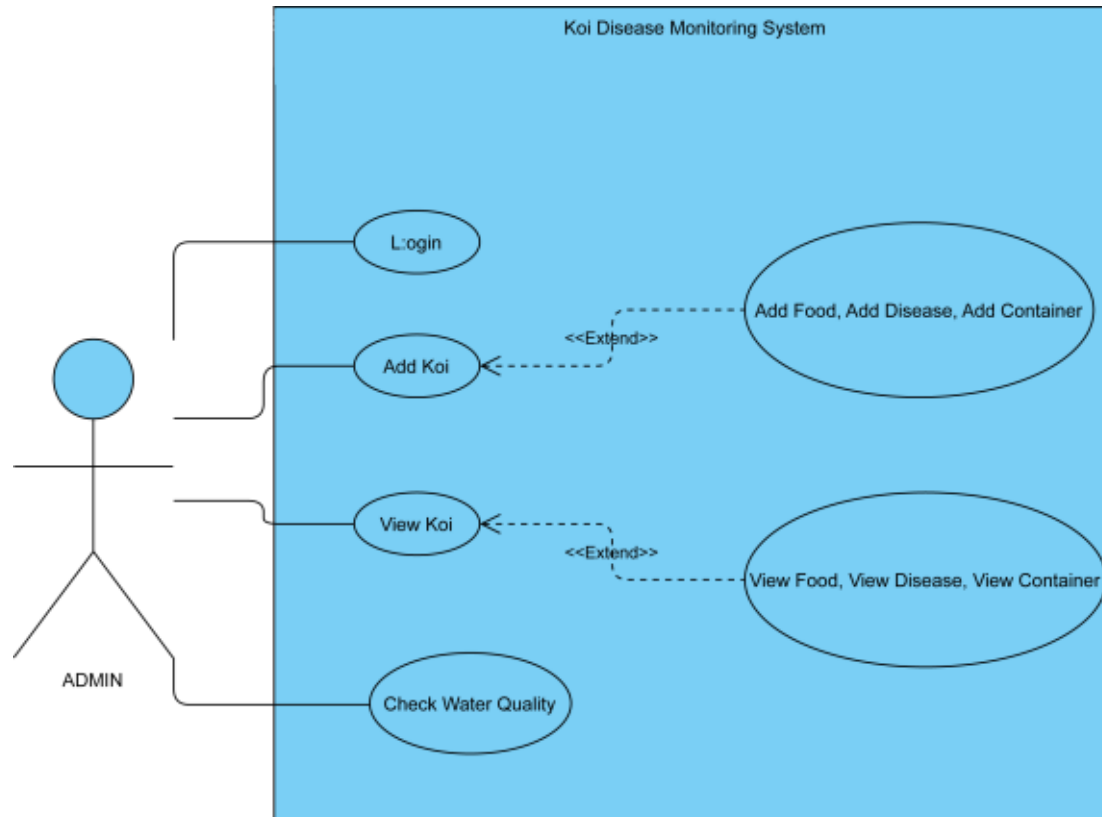 Koi Disease Monitoring System
L:ogin
Add Food, Add Disease, Add Container
<<Extend>>
Add Koi
View Koi
<<Extend>>
View Food, View Disease, View Container
ADMIN
Check Water Quality